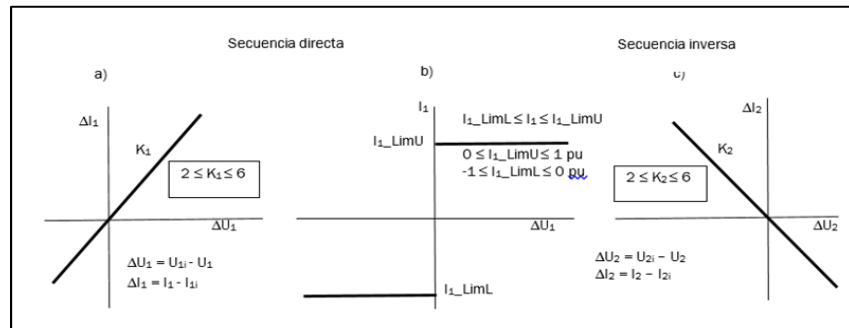 Secuencia directa
Secuencia inversa
a)
b)
c)
ΔI₁
K₁
2 ≤ K₁ ≤ 6
ΔU₁
ΔU₁ = U₁ᵢ - U₁
ΔI₁ = I₁ - I₁ᵢ
I₁
I₁_LimL ≤ I₁ ≤ I₁_LimU
I₁_LimU
0 ≤ I₁_LimU ≤ 1 pu
-1 ≤ I₁_LimL ≤ 0 pu
ΔU₁
I₁_LimL
ΔI₂
K₂
2 ≤ K₂ ≤ 6
ΔU₂
ΔU₂ = U₂ᵢ – U₂
ΔI₂ = I₂ – I₂ᵢ